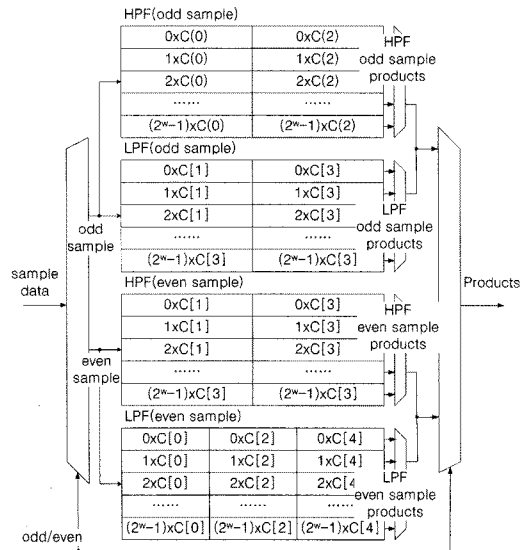 HPF(odd sample)
0xC(0) 0xC(2)
1xC(0) 1xC(2)
2xC(0) 2xC(2)
...... ......
(2ʷ-1)xC(0) (2ʷ-1)xC(2)
HPF
odd sample
products
LPF(odd sample)
0xC[1] 0xC[3]
1xC[1] 1xC[3]
2xC[1] 2xC[3]
...... ......
(2ʷ-1)xC[3] (2ʷ-1)xC[3]
LPF
odd sample
products
odd
sample
sample
data
HPF(even sample)
0xC[1] 0xC[3]
1xC[1] 1xC[3]
2xC[1] 2xC[3]
...... ......
(2ʷ-1)xC[3] (2ʷ-1)xC[3]
HPF
even sample
products
Products
even
sample
LPF(even sample)
0xC[0] 0xC[2] 0xC[4]
1xC[0] 1xC[2] 1xC[4]
2xC[0] 2xC[2] 2xC[4
...... ...... ......
(2ʷ-1)xC[0] (2ʷ-1)xC[2] (2ʷ-1)xC[4]
LPF
even sample
products
odd/even